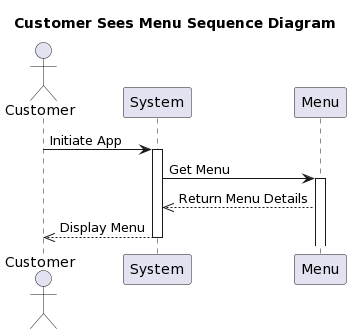 Customer Sees Menu Sequence Diagram
Customer
System
Menu
Initiate App
Get Menu
Return Menu Details
Display Menu
Customer
System
Menu